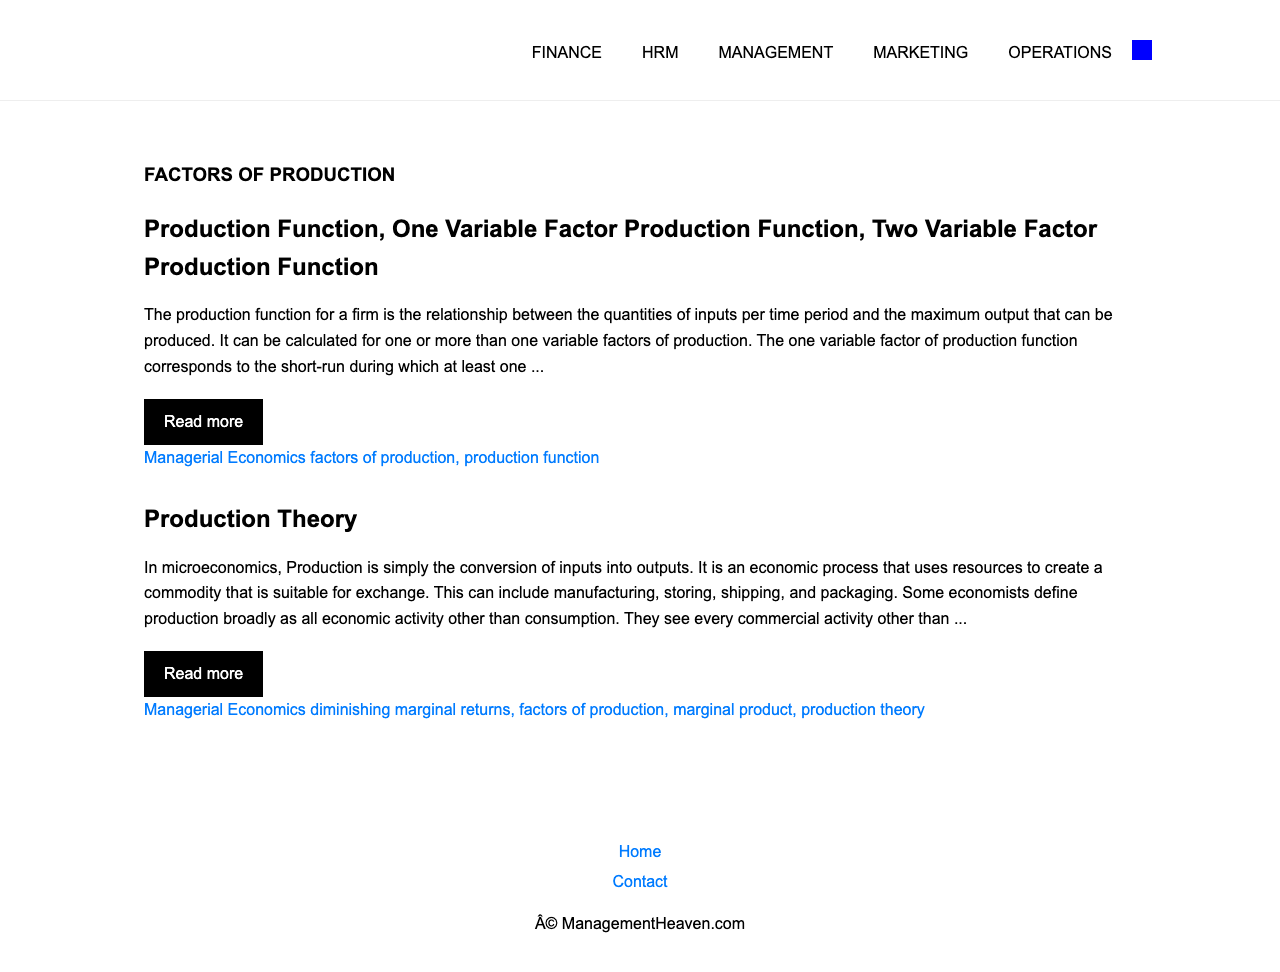 FINANCE HRM MANAGEMENT MARKETING OPERATIONS
FACTORS OF PRODUCTION
Production Function, One Variable Factor Production Function, Two Variable Factor
Production Function
The production function for a firm is the relationship between the quantities of inputs per time period and the maximum output that can be
produced. It can be calculated for one or more than one variable factors of production. The one variable factor of production function
corresponds to the short-run during which at least one ...
Read more
Managerial Economics factors of production, production function
Production Theory
In microeconomics, Production is simply the conversion of inputs into outputs. It is an economic process that uses resources to create a
commodity that is suitable for exchange. This can include manufacturing, storing, shipping, and packaging. Some economists define
production broadly as all economic activity other than consumption. They see every commercial activity other than ...
Read more
Managerial Economics diminishing marginal returns, factors of production, marginal product, production theory
Home
Contact
Â© ManagementHeaven.com